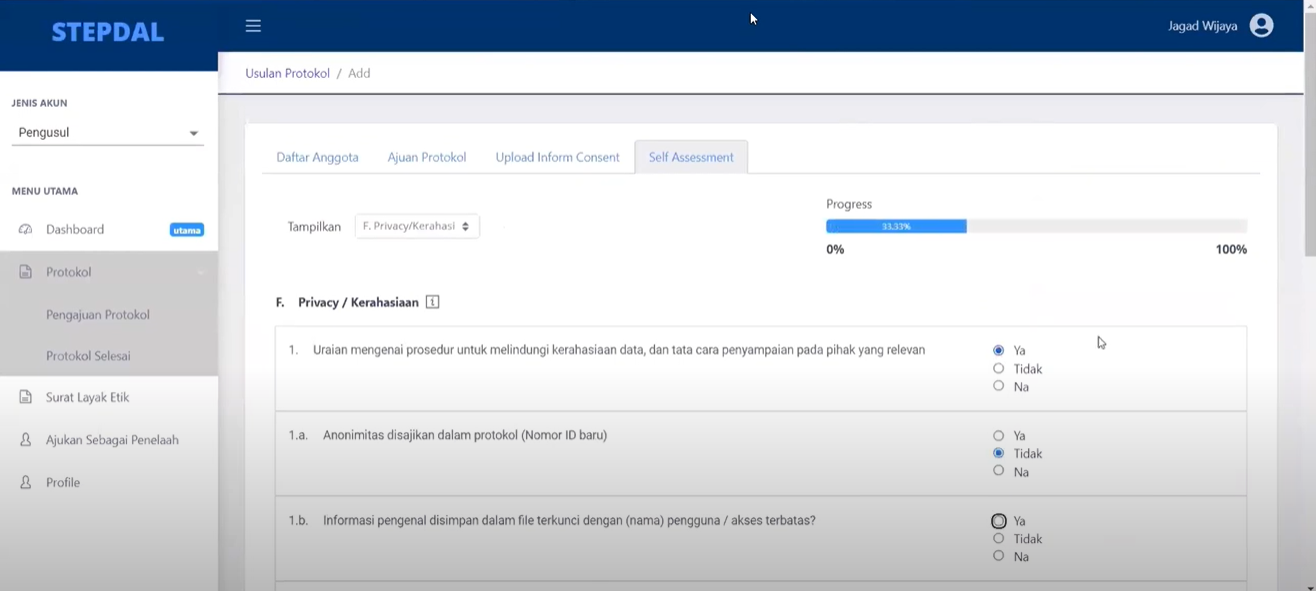 STEPDAL
Jagad Wijaya
Usulan Protokol / Add
JENIS AKUN
Pengusul
MENU UTAMA
Dashboard utama
Protokol
Pengajuan Protokol
Protokol Selesai
Surat Layak Etik
Ajukan Sebagai Penelaah
Profile
Daftar Anggota Ajuan Protokol Upload Inform Consent Self Assessment
Tampilkan F. Privacy/Kerahasi
Progress
33,33%
0% 100%
F. Privacy / Kerahasiaan i
1. Uraian mengenai prosedur untuk melindungi kerahasiaan data, dan tata cara penyampaian pada pihak yang relevan
Ya
Tidak
Na
1.a. Anonimitas disajikan dalam protokol (Nomor ID baru)
Ya
Tidak
Na
1.b. Informasi pengenal disimpan dalam file terkunci dengan (nama) pengguna / akses terbatas?
Ya
Tidak
Na